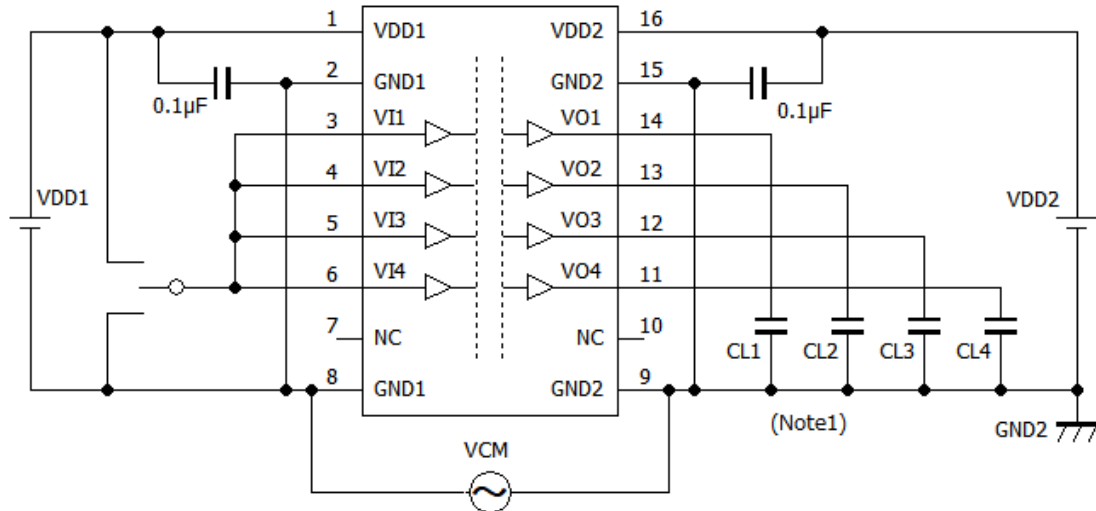 1 VDD1 VDD2 16
2 GND1 GND2 15
0.1µF 0.1µF
3 VI1 VO1 14
4 VI2 VO2 13
VDD1 VDD2
5 VI3 VO3 12
6 VI4 VO4 11
7 NC NC 10
CL1 CL2 CL3 CL4
8 GND1 GND2 9
(Note1) GND2
VCM